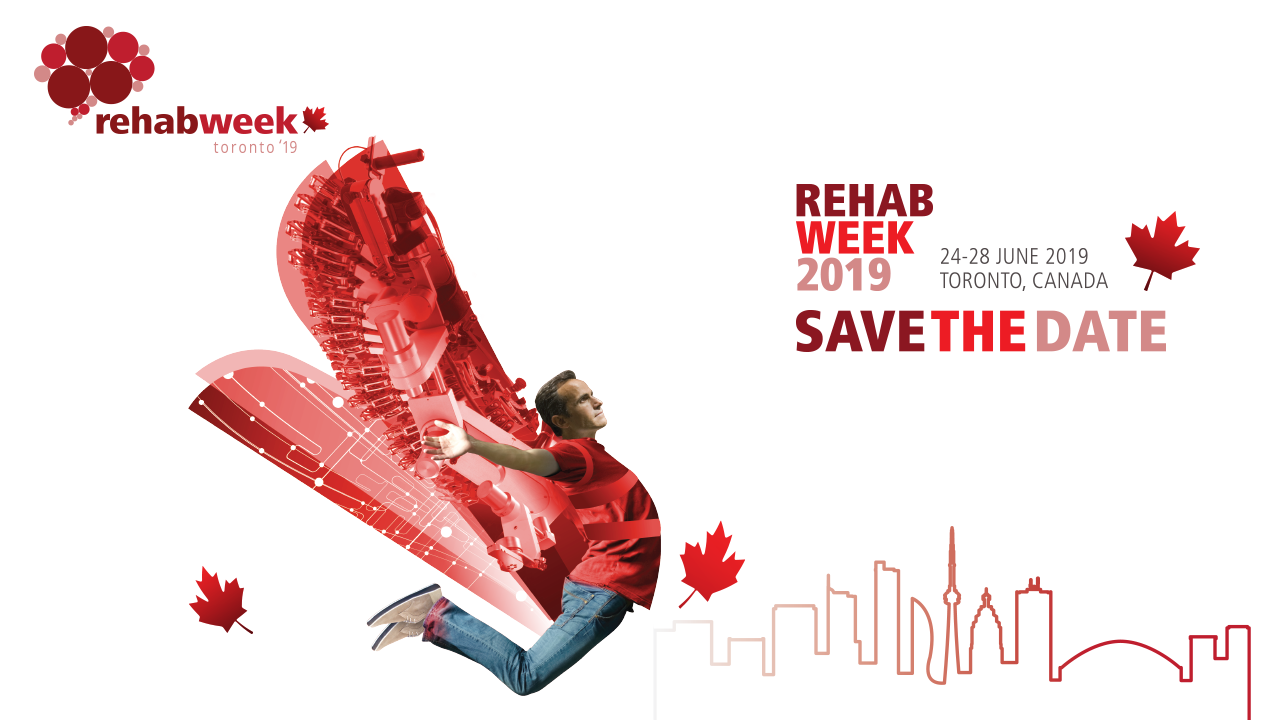 rehabweek
toronto '19
REHAB
WEEK
2019
24-28 JUNE 2019
TORONTO, CANADA
SAVE THE DATE